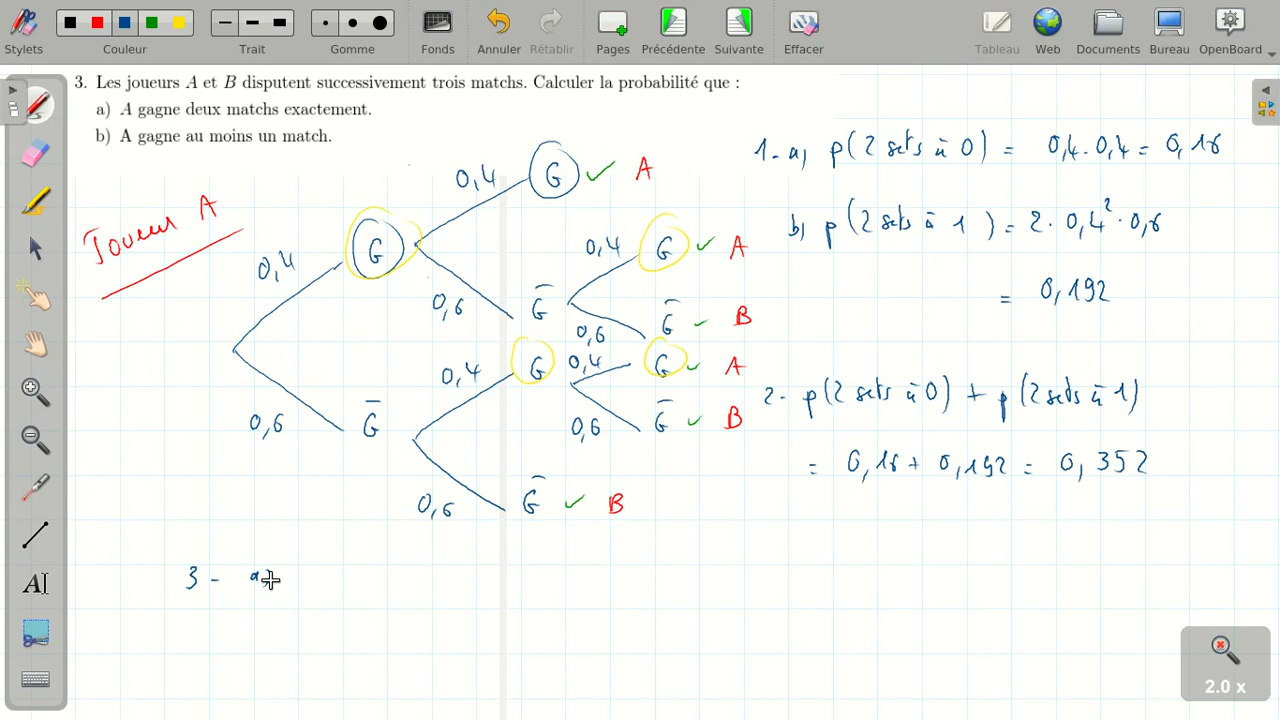 Stylets Couleur Trait Gomme Fonds Annuler Rétablir Pages Précédente Suivante Effacer Tableau Web Documents Bureau OpenBoard
3. Les joueurs A et B disputent successivement trois matchs. Calculer la probabilité que :
a) A gagne deux matchs exactement.
b) A gagne au moins un match.
Joueur A
0,4 G ✓ A
0,4 G
0,4 G ✓ A
0,6 G̅
0,6 G̅ ✓ B
0,4 G
0,4 G ✓ A
0,6 G̅
0,6 G̅ ✓ B
0,6 G̅ ✓ B
1-a) p(2 sets à 0) = 0,4·0,4 = 0,16
b) p(2 sets à 1) = 2·0,4²·0,6
= 0,192
2- p(2 sets à 0) + p(2 sets à 1)
= 0,16 + 0,192 = 0,352
3 - a)
A
2.0 x